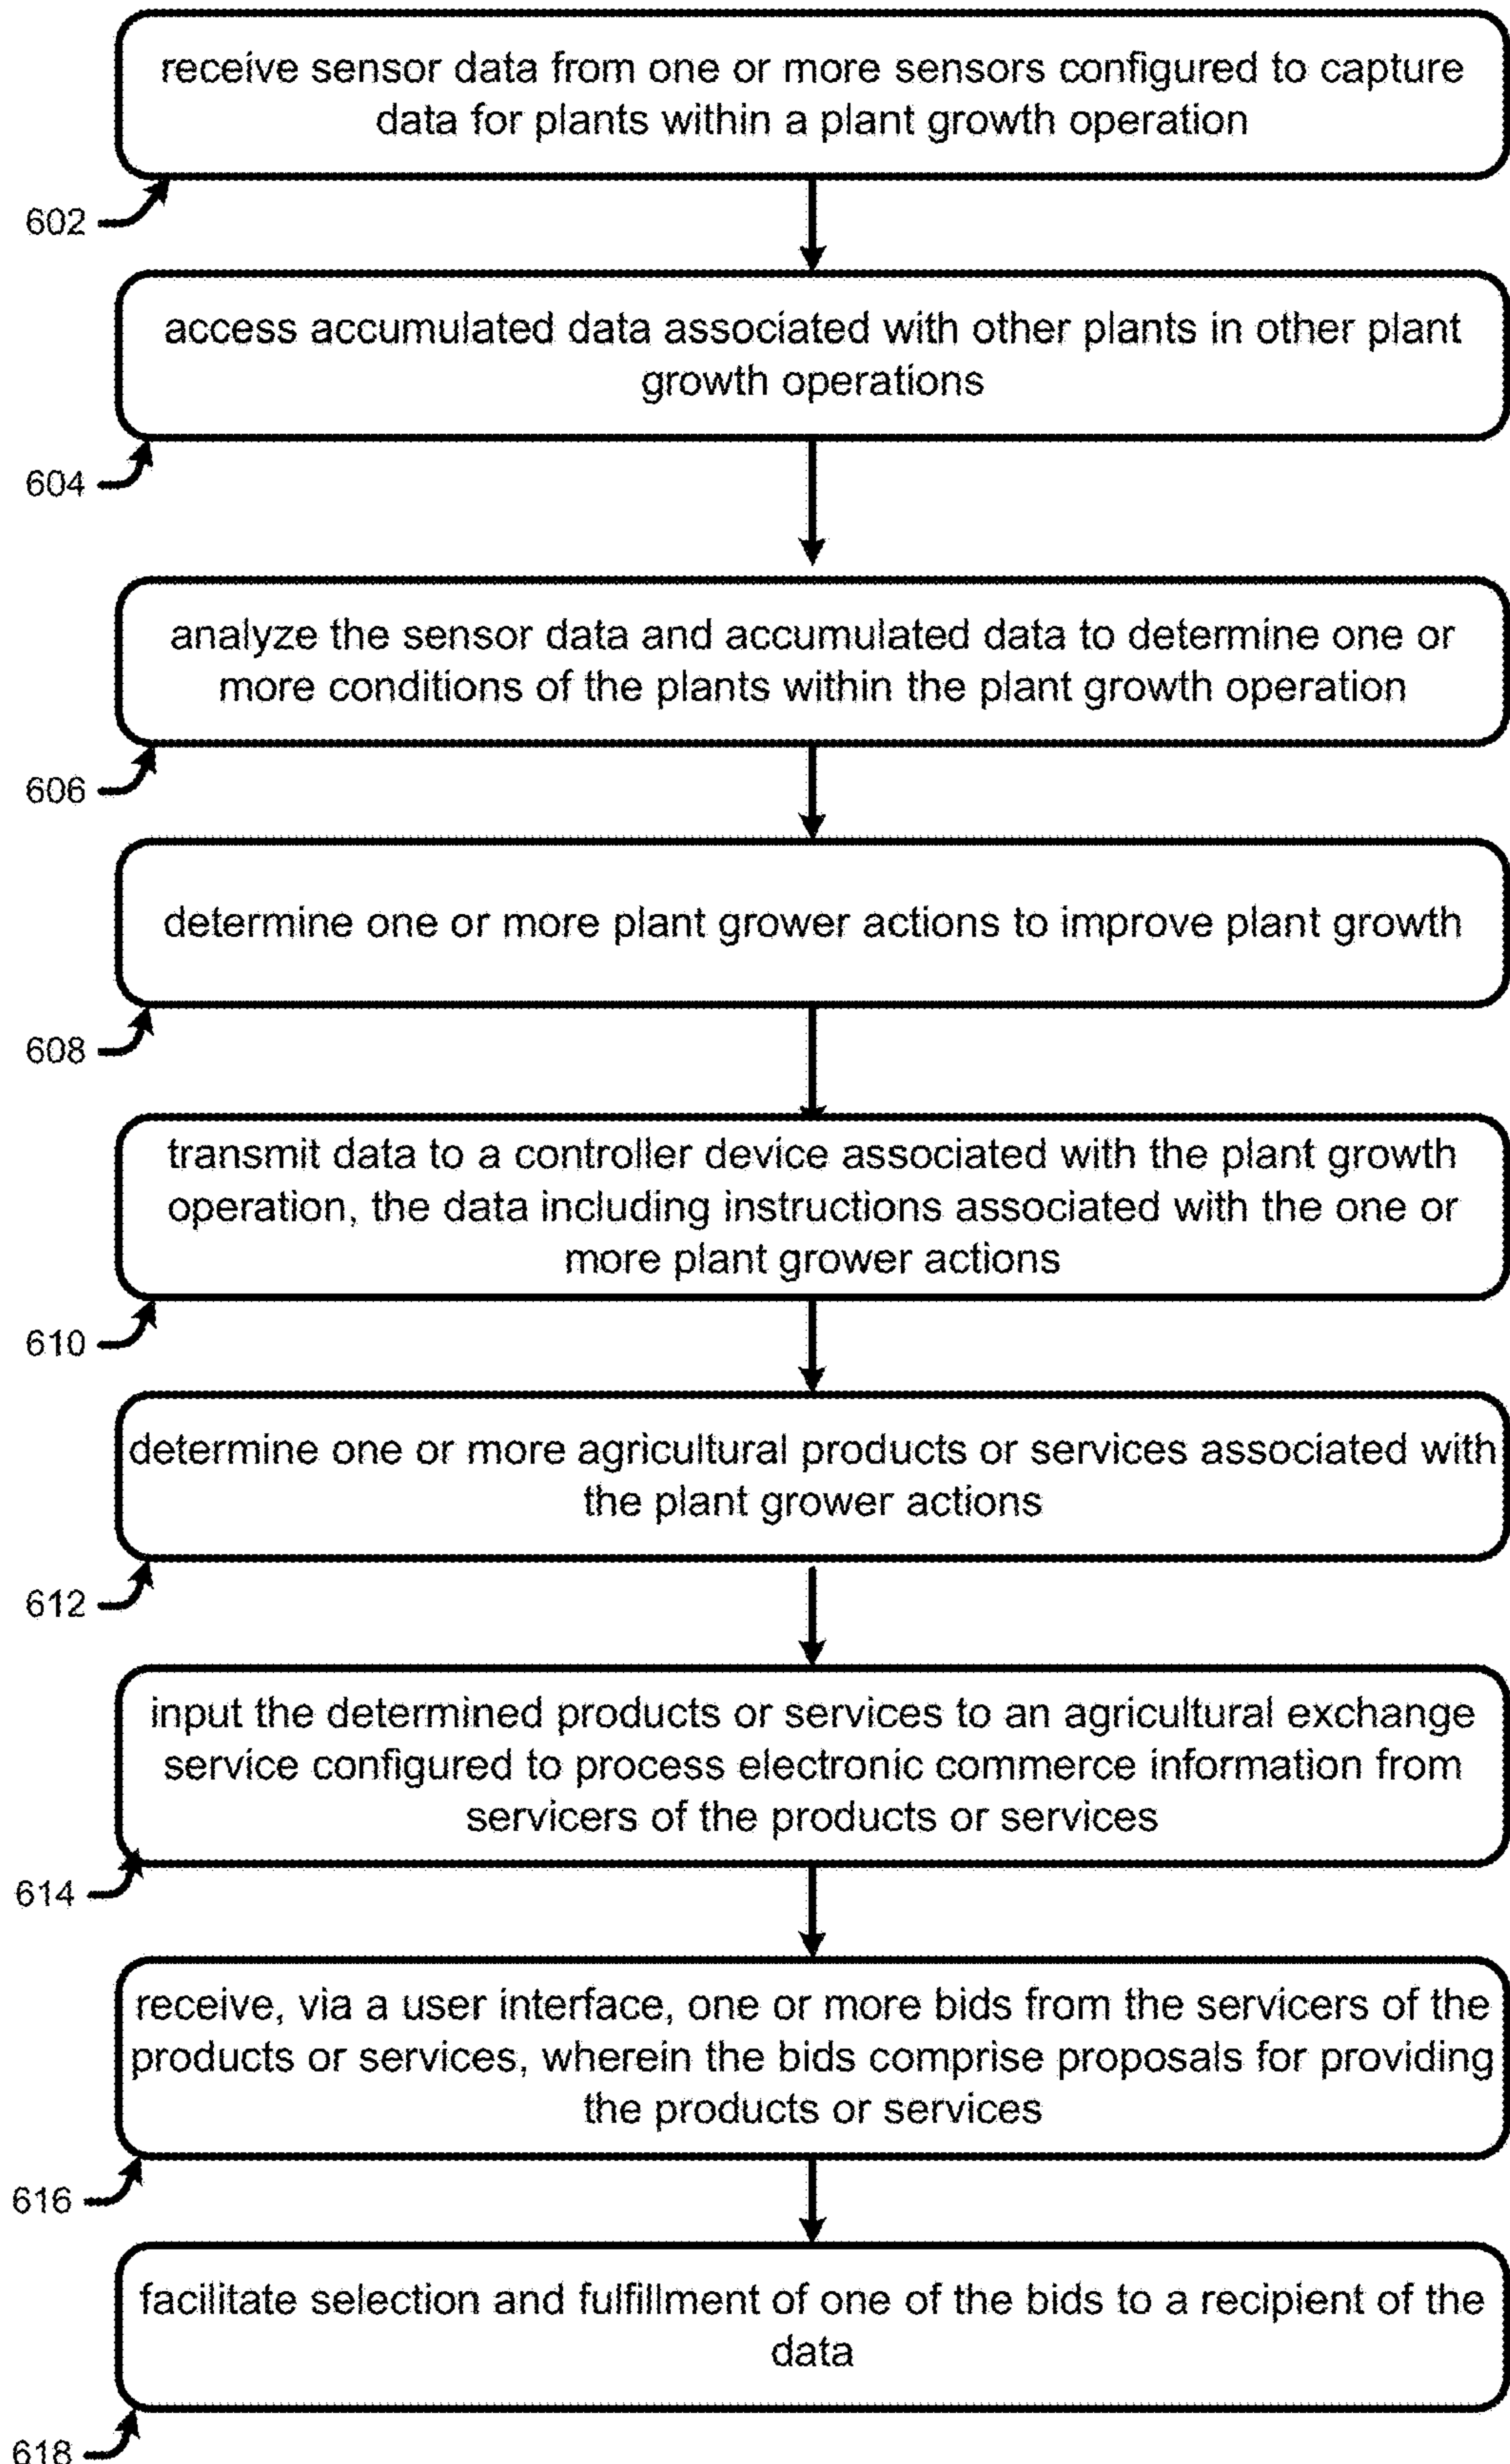 receive sensor data from one or more sensors configured to capture
data for plants within a plant growth operation
602
access accumulated data associated with other plants in other plant
growth operations
604
analyze the sensor data and accumulated data to determine one or
more conditions of the plants within the plant growth operation
606
determine one or more plant grower actions to improve plant growth
608
transmit data to a controller device associated with the plant growth
operation, the data including instructions associated with the one or
more plant grower actions
610
determine one or more agricultural products or services associated with
the plant grower actions
612
input the determined products or services to an agricultural exchange
service configured to process electronic commerce information from
servicers of the products or services
614
receive, via a user interface, one or more bids from the servicers of the
products or services, wherein the bids comprise proposals for providing
the products or services
616
facilitate selection and fulfillment of one of the bids to a recipient of the
data
618